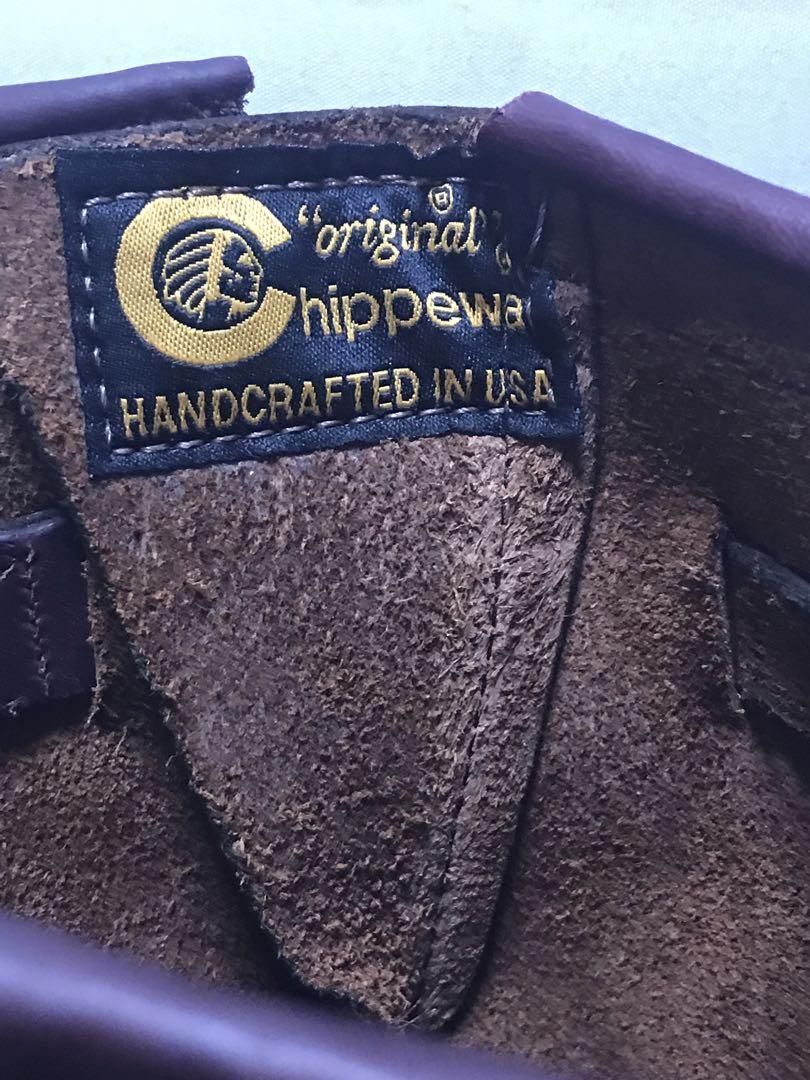 "original" ®
Chippewa
HANDCRAFTED IN USA